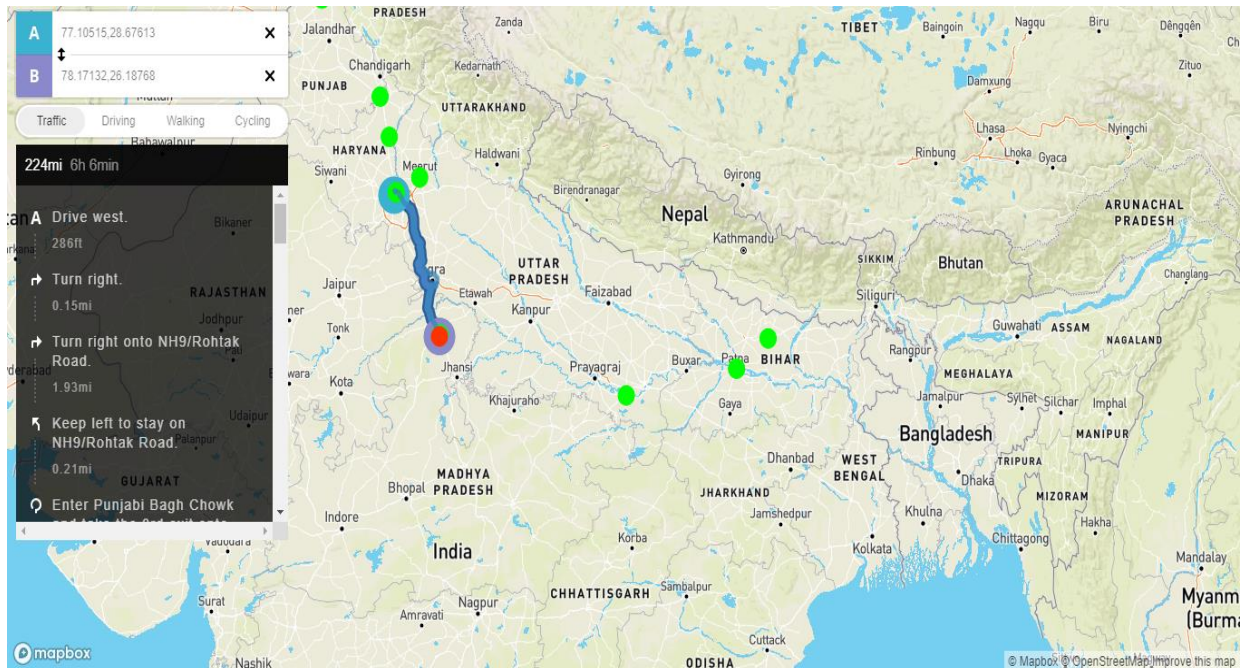 A 77.10515,28.67613 ×
B 78.17132,26.18768 ×
Traffic Driving Walking Cycling
224mi 6h 6min
A Drive west.
286ft
Turn right.
0.15mi
Turn right onto NH9/Rohtak
Road.
1.93mi
Keep left to stay on
NH9/Rohtak Road.
0.21mi
Enter Punjabi Bagh Chowk
mapbox
PRADESH
Zanda
TIBET
Baingoin
Nagqu
Biru
Dêngqên
Jalandhar
Chandigarh
Kedarnath
Zituo
PUNJAB
UTTARAKHAND
Damxung
Bahawalpur
HARYANA
Lhasa
Nyingchi
Rinbung
Lhoka
Gyaca
Siwani
Meerut
Haldwani
Gyirong
Birendranagar
Nepal
ARUNACHAL
PRADESH
Bikaner
Kathmandu
UTTAR
PRADESH
SIKKIM
Bhutan
Changlang
RAJASTHAN
Jaipur
Etawah
Faizabad
Siliguri
Jodhpur
Tonk
Kanpur
Guwahati
ASSAM
NAGALAND
Patna
BIHAR
Rangpur
Kota
Jhansi
Prayagraj
Buxar
MEGHALAYA
Udaipur
Khajuraho
Gaya
Jamalpur
Sylhet
Silchar
Imphal
Palanpur
Bangladesh
MANIPUR
GUJARAT
MADHYA
PRADESH
Dhanbad
WEST
BENGAL
TRIPURA
Bhopal
JHARKHAND
Dhaka
MIZORAM
Indore
Jamshedpur
Khulna
Hakha
Vadodara
India
Korba
Kolkata
Chittagong
Mandalay
CHHATTISGARH
Sambalpur
Surat
Amravati
Nagpur
Myanm
(Burma
Cuttack
Nashik
ODISHA
© Mapbox © OpenStreetMap Improve this map